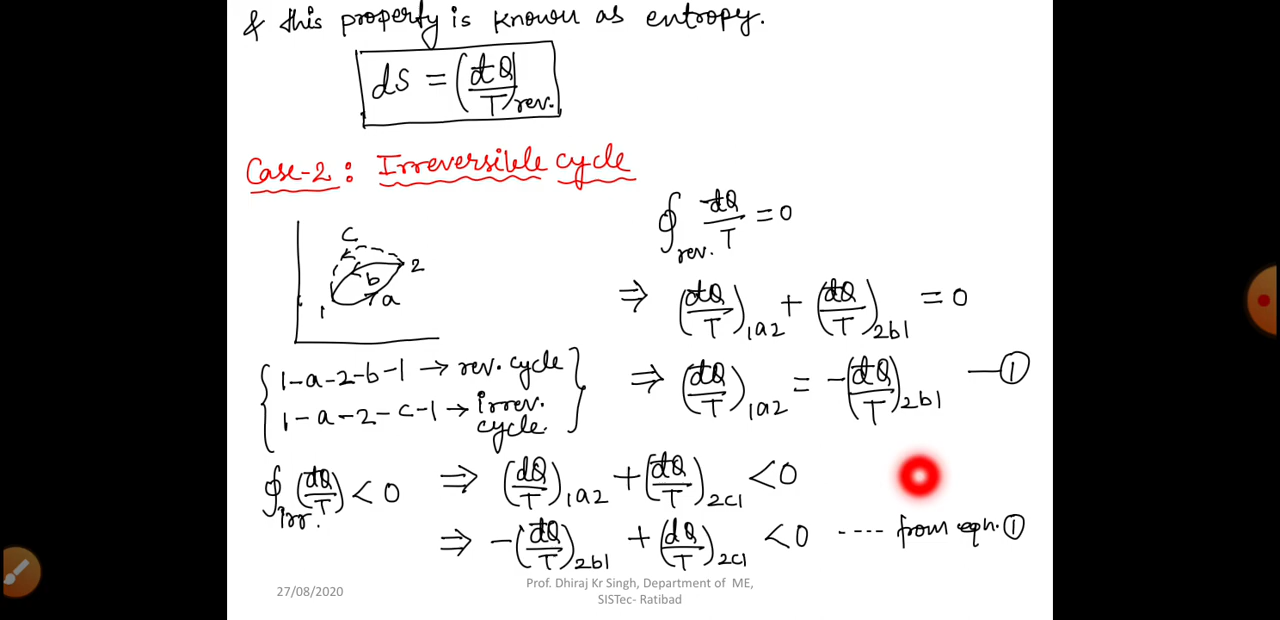 & this property is known as entropy.
dS = (đQ/T)rev.
Case-2: Irreversible cycle
c
b
2
a
1
∮rev. đQ/T = 0
⇒ (đQ/T)1a2 + (đQ/T)2b1 = 0
{1-a-2-b-1 → rev. cycle
1-a-2-c-1 → irrev. cycle.}
⇒ (đQ/T)1a2 = -(đQ/T)2b1 —①
∮irr. (đQ/T) < 0 ⇒ (đQ/T)1a2 + (đQ/T)2c1 < 0
⇒ -(đQ/T)2b1 + (đQ/T)2c1 < 0 ---- from eqn. ①
27/08/2020
Prof. Dhiraj Kr Singh, Department of ME,
SISTec- Ratibad